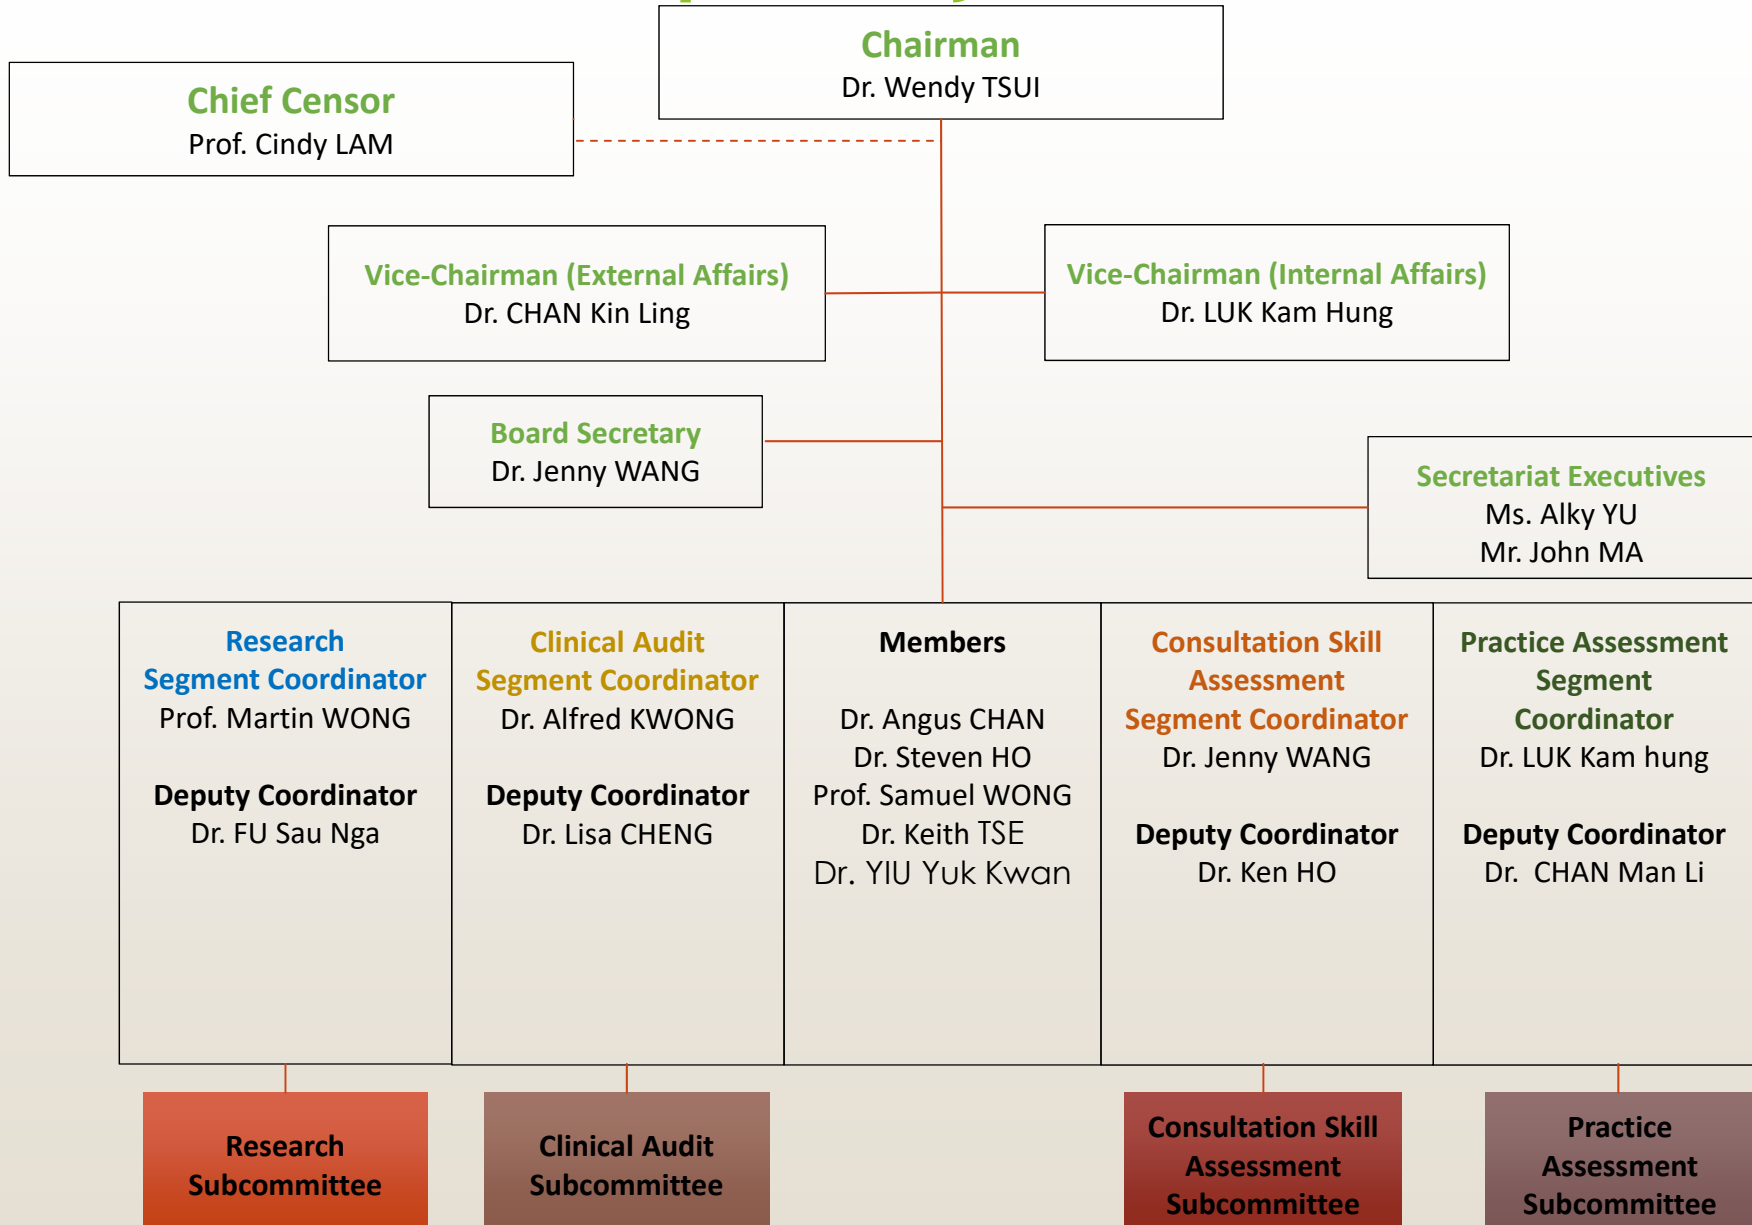 Chairman
Dr. Wendy TSUI
Chief Censor
Prof. Cindy LAM
Vice-Chairman (External Affairs)
Dr. CHAN Kin Ling
Vice-Chairman (Internal Affairs)
Dr. LUK Kam Hung
Board Secretary
Dr. Jenny WANG
Secretariat Executives
Ms. Alky YU
Mr. John MA
Research
Segment Coordinator
Prof. Martin WONG
Deputy Coordinator
Dr. FU Sau Nga
Clinical Audit
Segment Coordinator
Dr. Alfred KWONG
Deputy Coordinator
Dr. Lisa CHENG
Members
Dr. Angus CHAN
Dr. Steven HO
Prof. Samuel WONG
Dr. Keith TSE
Dr. YIU Yuk Kwan
Consultation Skill
Assessment
Segment Coordinator
Dr. Jenny WANG
Deputy Coordinator
Dr. Ken HO
Practice Assessment
Segment
Coordinator
Dr. LUK Kam hung
Deputy Coordinator
Dr. CHAN Man Li
Research
Subcommittee
Clinical Audit
Subcommittee
Consultation Skill
Assessment
Subcommittee
Practice
Assessment
Subcommittee